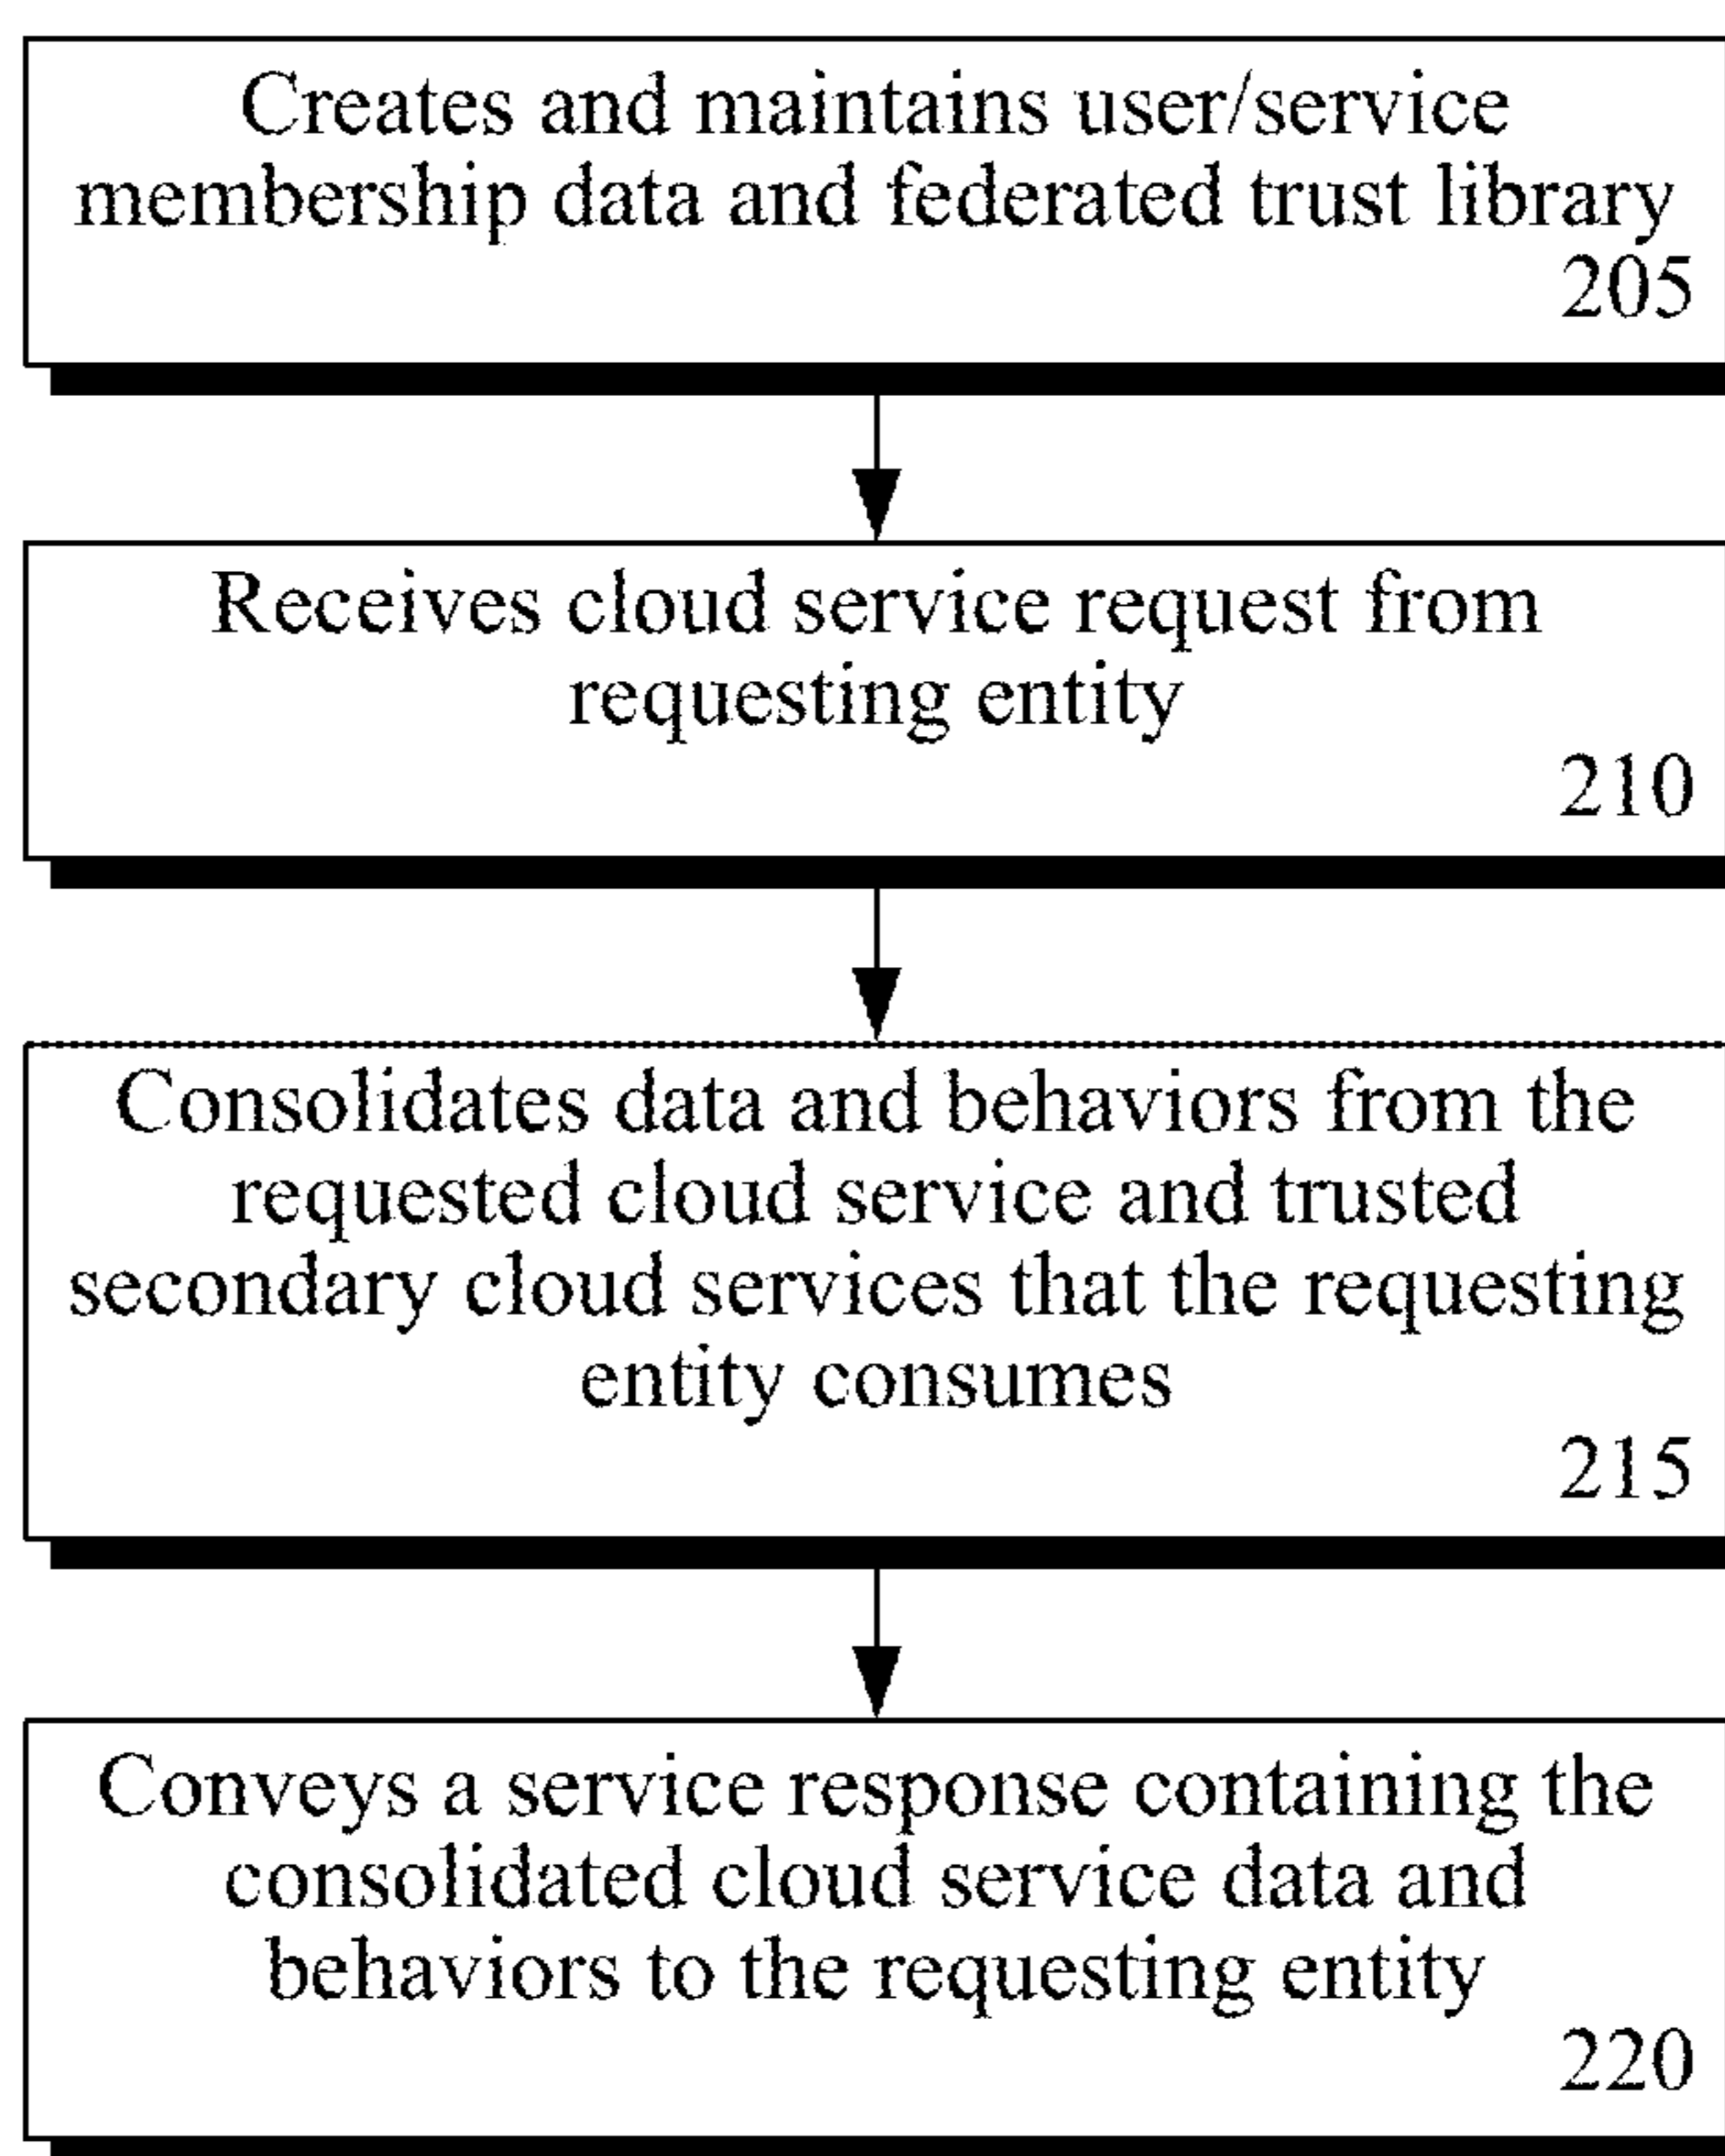 Creates and maintains user/service
membership data and federated trust library
205
Receives cloud service request from
requesting entity
210
Consolidates data and behaviors from the
requested cloud service and trusted
secondary cloud services that the requesting
entity consumes
215
Conveys a service response containing the
consolidated cloud service data and
behaviors to the requesting entity
220